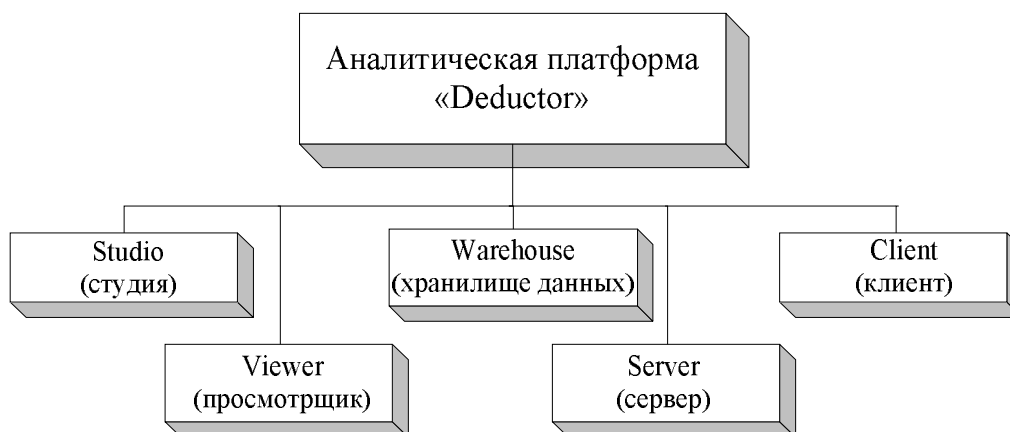 Аналитическая платформа
«Deductor»
Studio
(студия)
Warehouse
(хранилище данных)
Client
(клиент)
Viewer
(просмотрщик)
Server
(сервер)